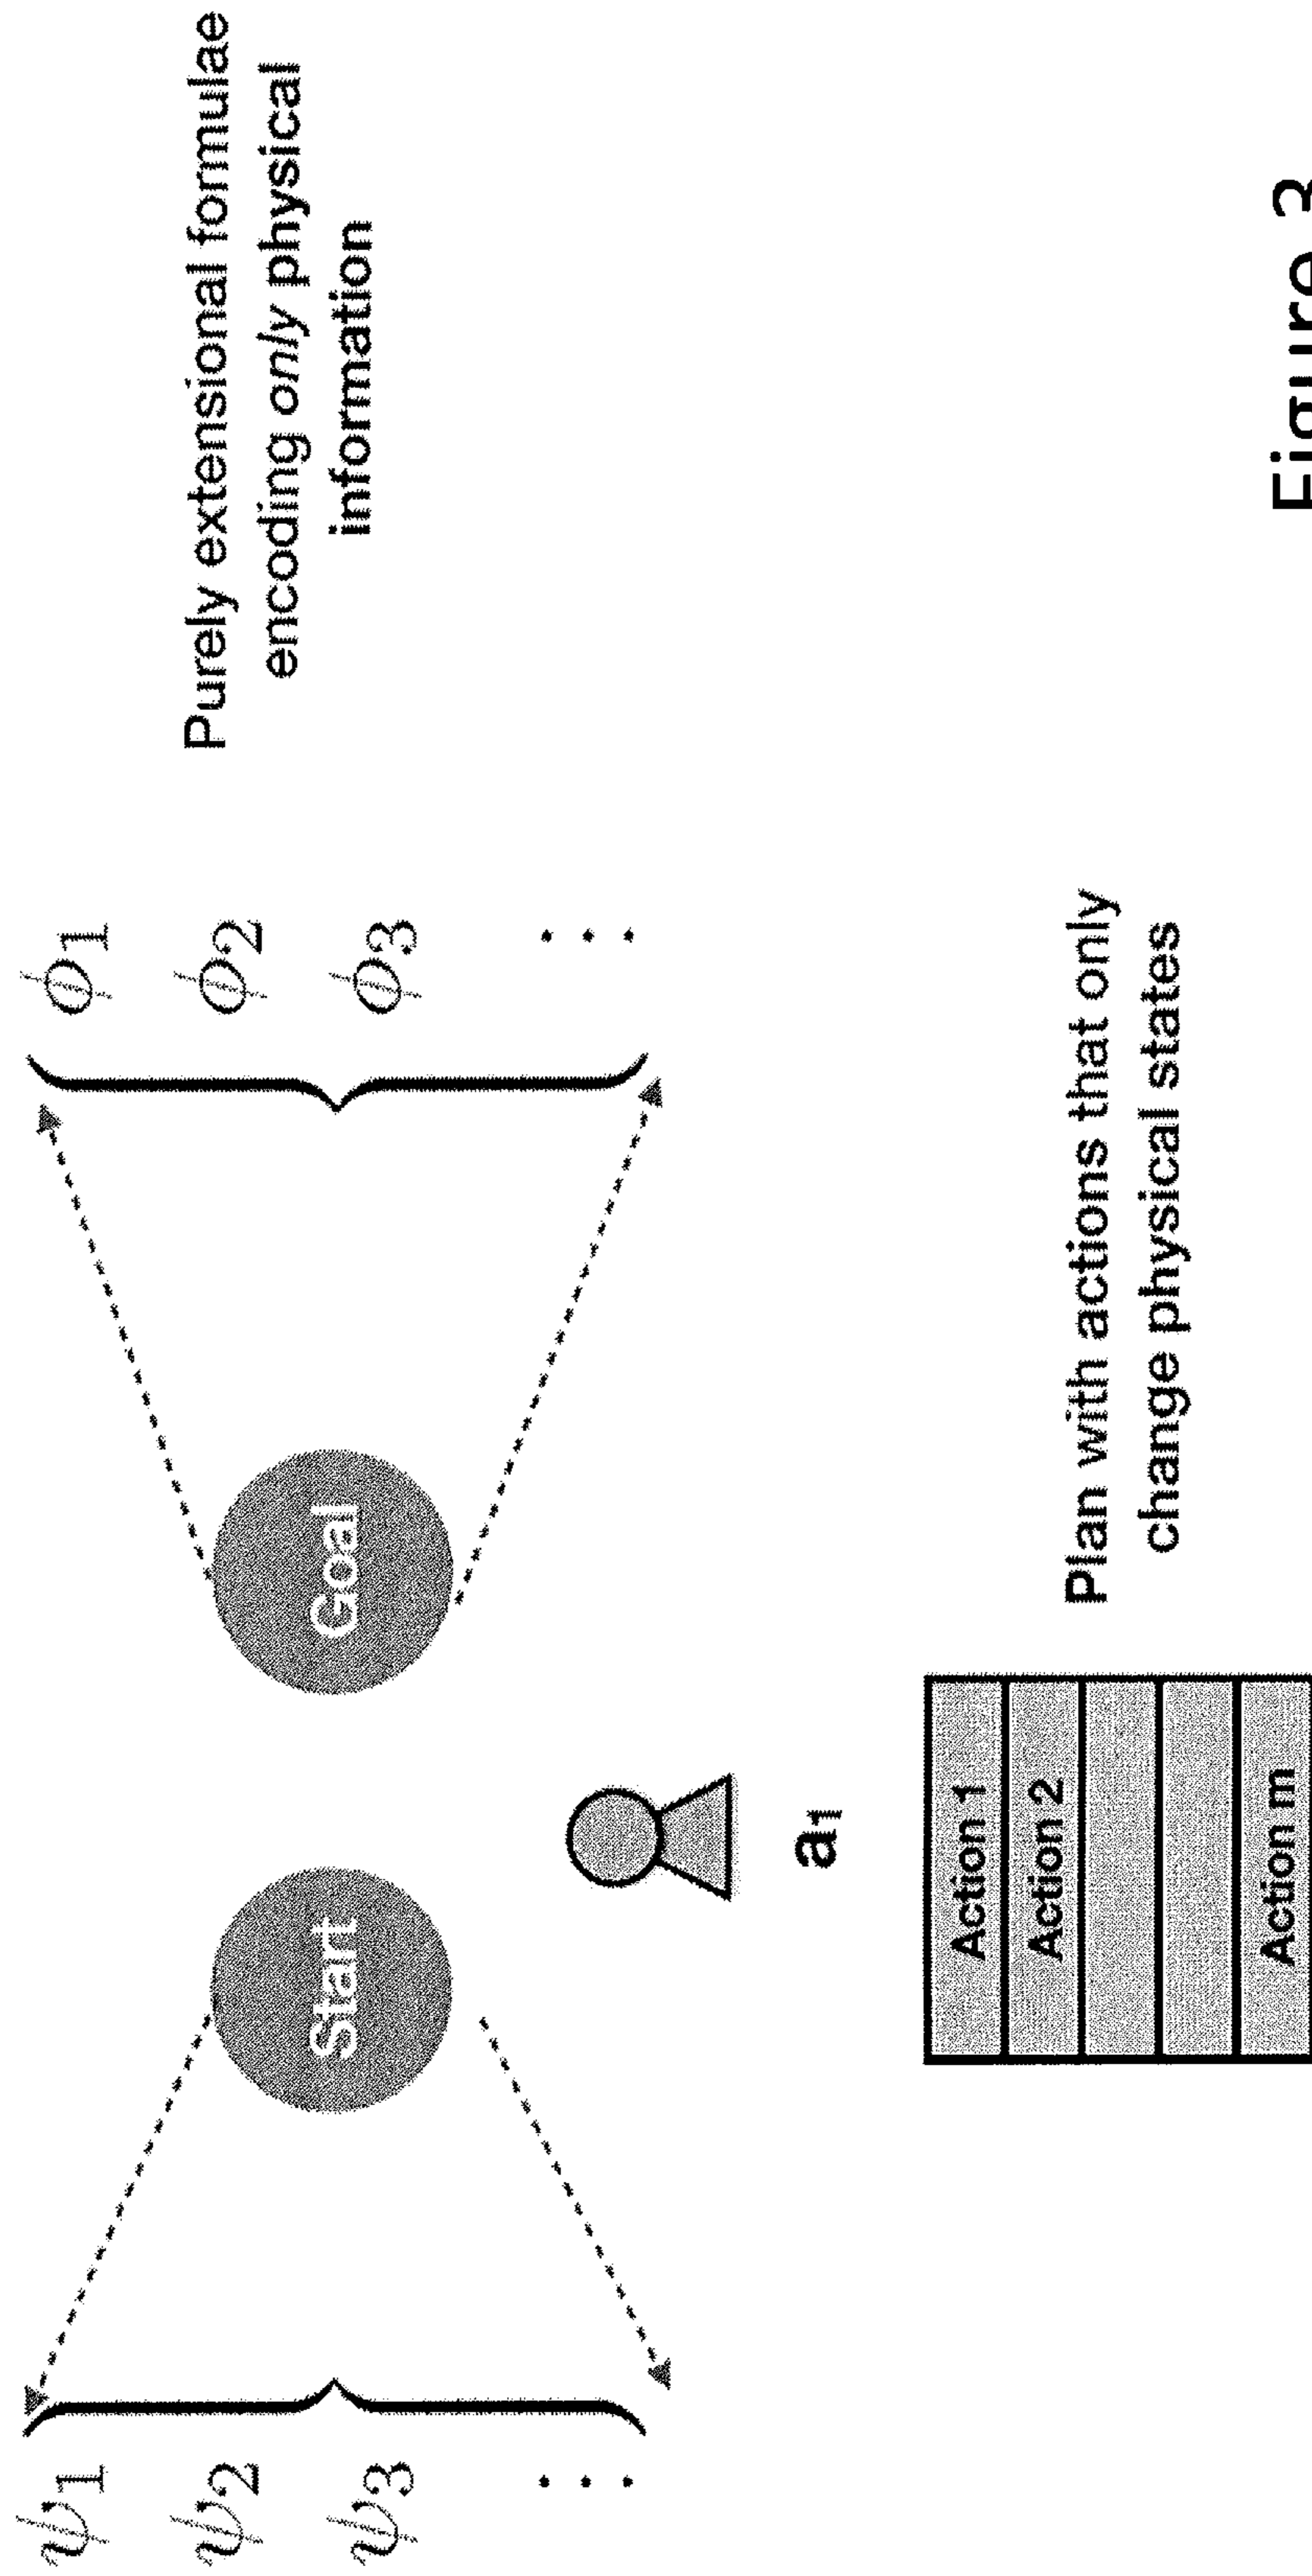 ψ1
ψ2
ψ3
⋮
Start
Goal
ϕ1
ϕ2
ϕ3
⋮
Purely extensional formulae
encoding only physical
information
a1
Action 1
Action 2
Action m
Plan with actions that only
change physical states
Figure 3